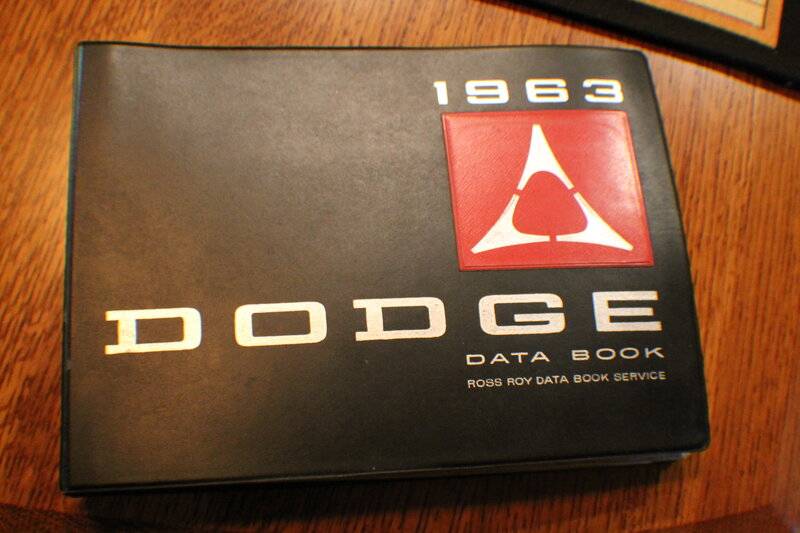 1963
DODGE
DATA BOOK
ROSS ROY DATA BOOK SERVICE